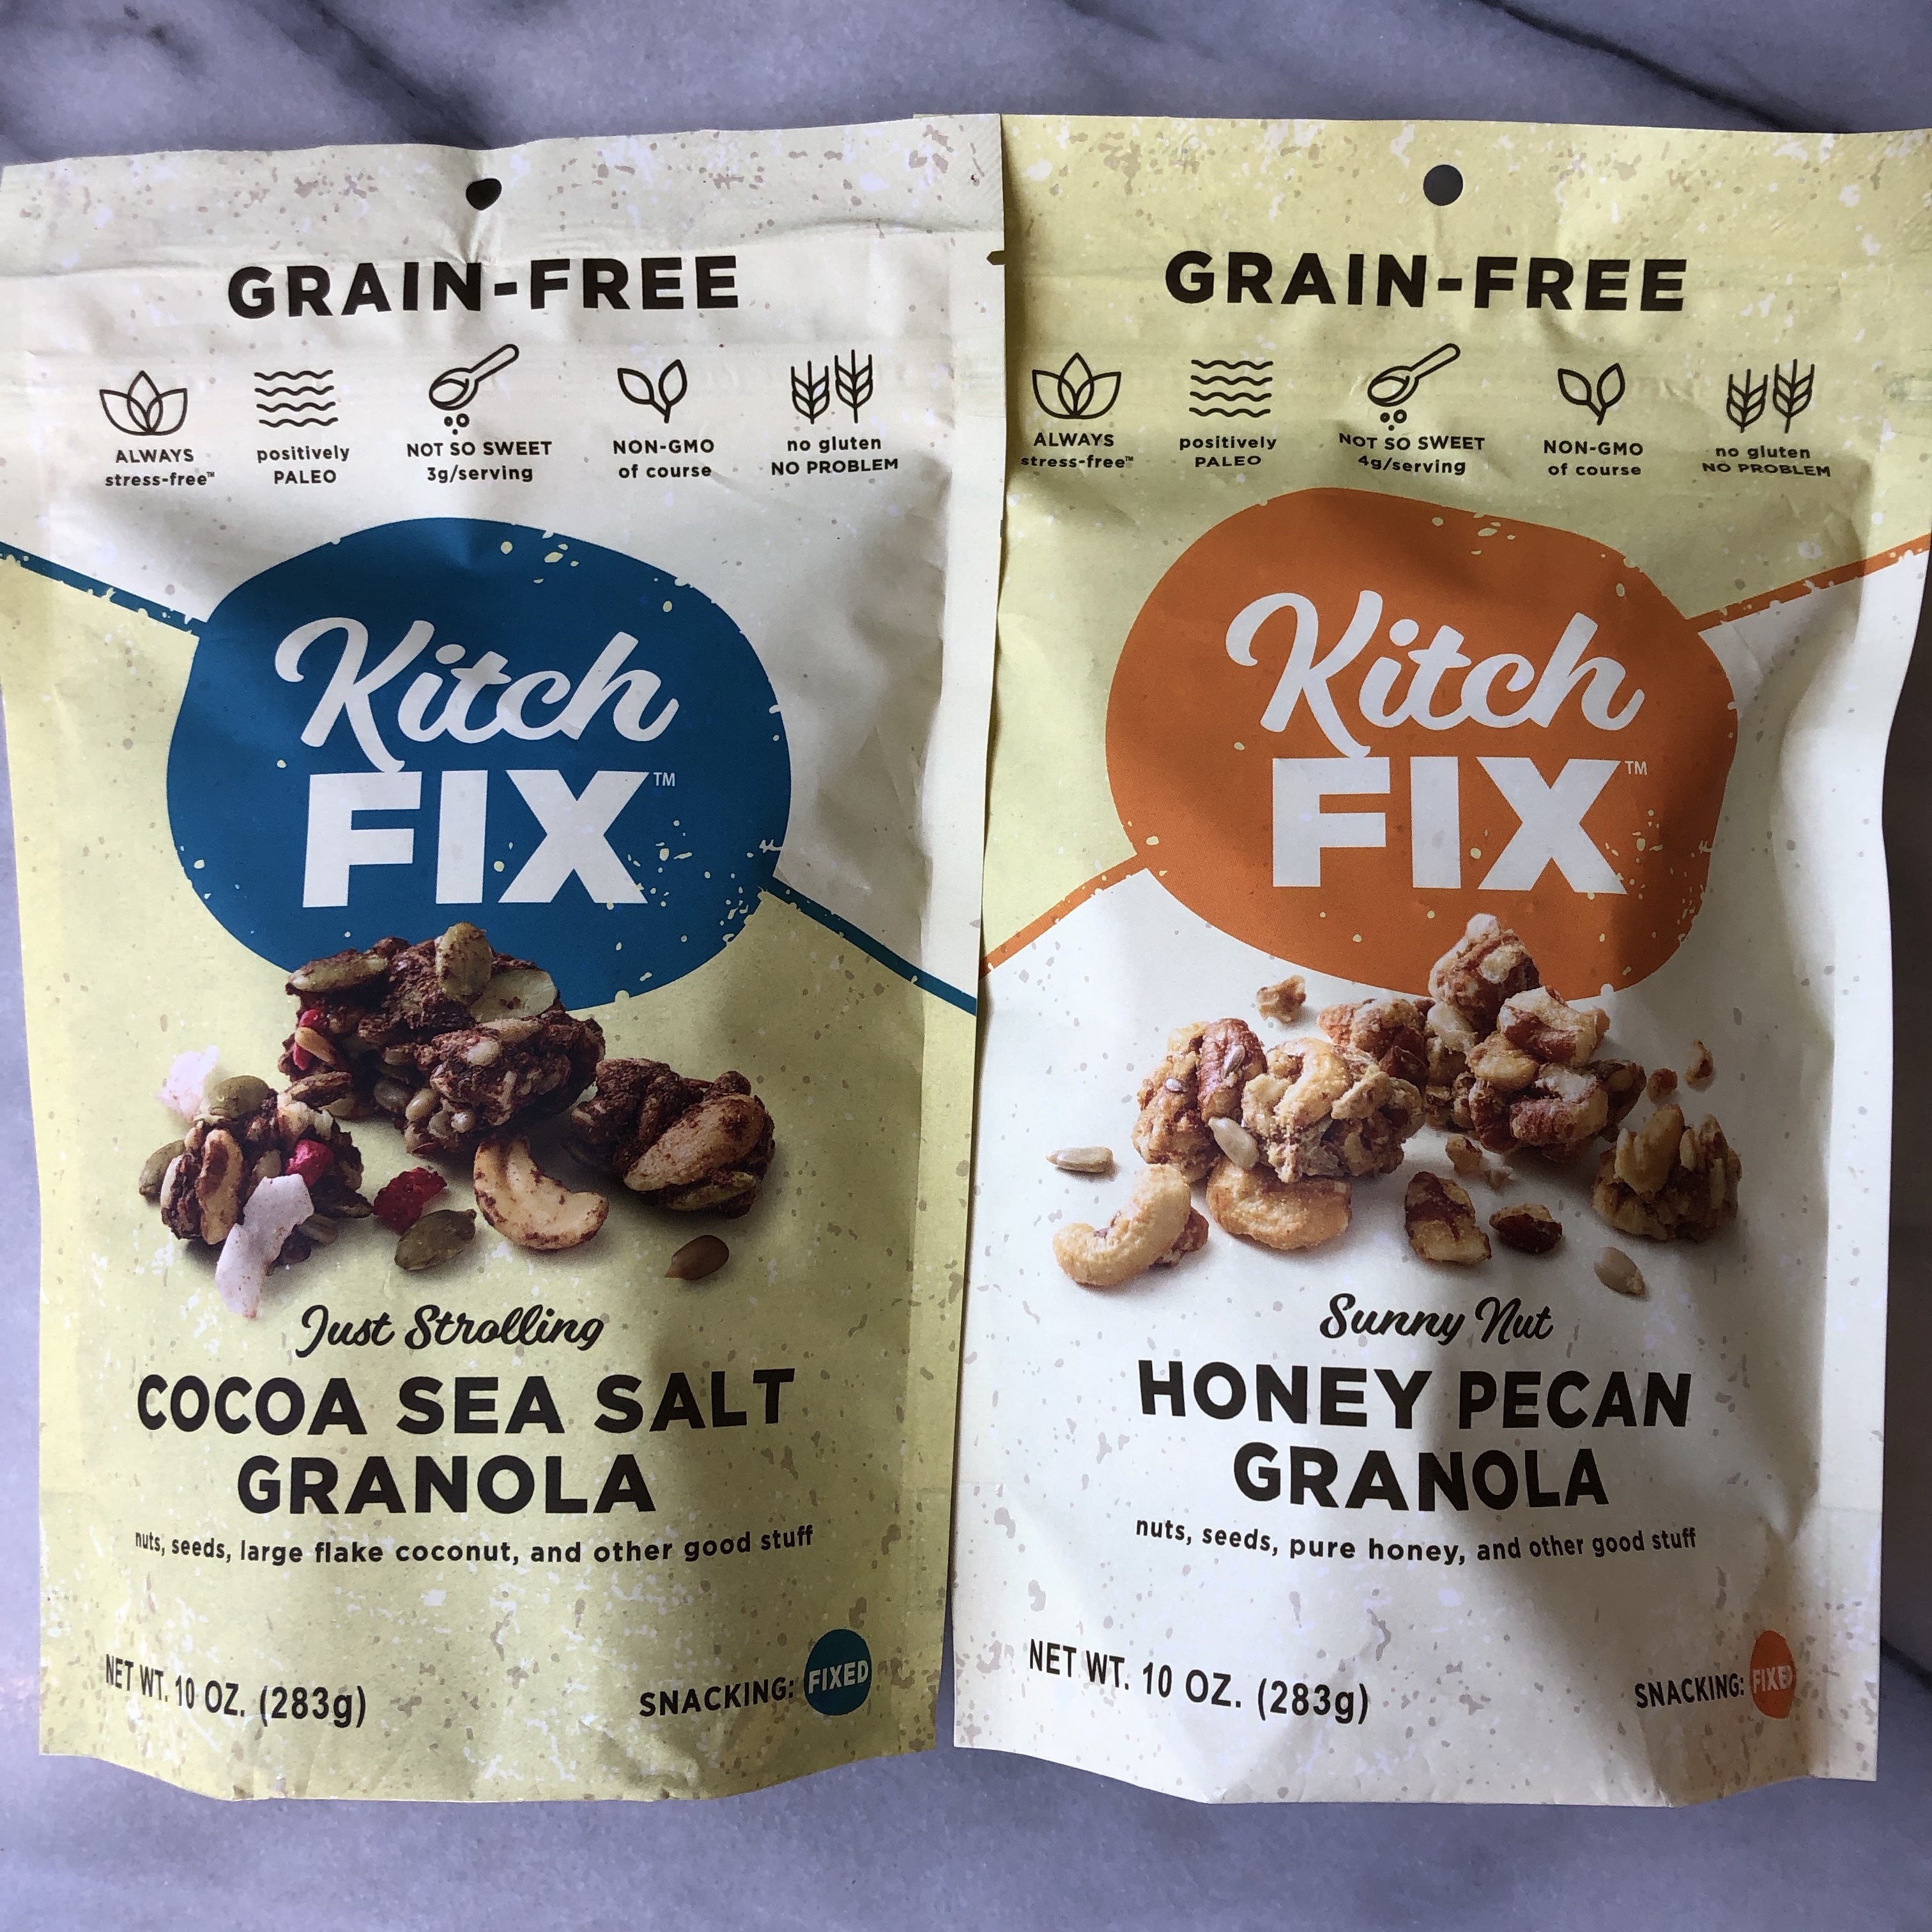 GRAIN-FREE
ALWAYS
stress-free™
positively
PALEO
NOT SO SWEET
3g/serving
NON-GMO
of course
no gluten
NO PROBLEM
Kitch
FIX™
Just Strolling
COCOA SEA SALT
GRANOLA
nuts, seeds, large flake coconut, and other good stuff
NET WT. 10 OZ. (283g)
SNACKING: FIXED
GRAIN-FREE
ALWAYS
stress-free™
positively
PALEO
NOT SO SWEET
4g/serving
NON-GMO
of course
no gluten
NO PROBLEM
Kitch
FIX™
Sunny Nut
HONEY PECAN
GRANOLA
nuts, seeds, pure honey, and other good stuff
NET WT. 10 OZ. (283g)
SNACKING: FIXED